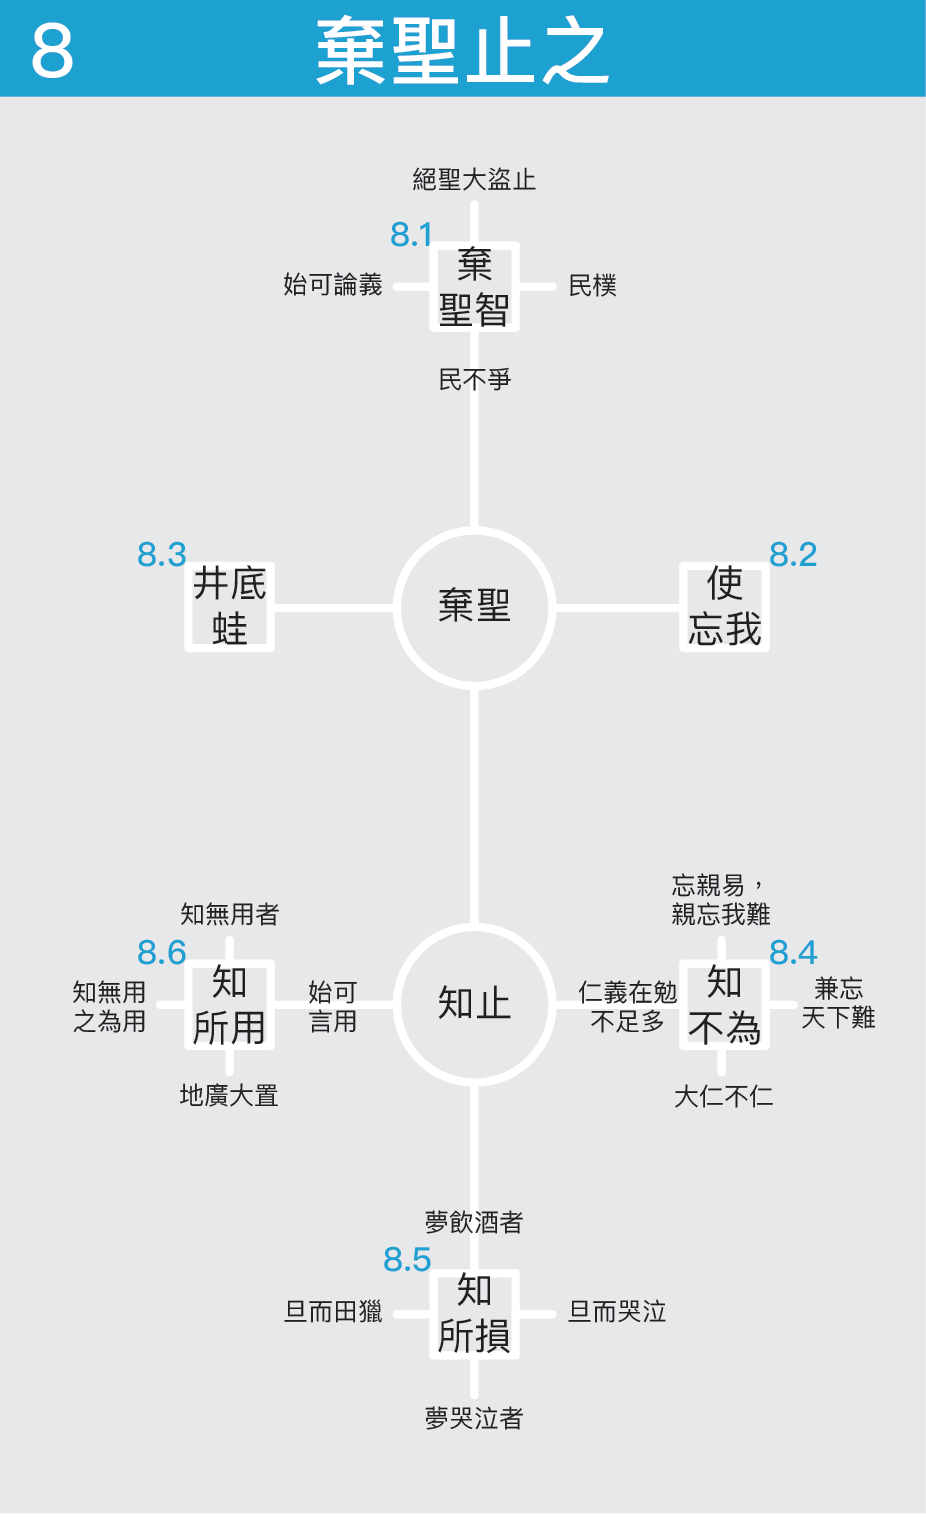 8
棄聖止之
絕聖大盜止
8.1
棄
聖智
始可論義
民樸
民不爭
8.3
井底
蛙
棄聖
8.2
使
忘我
忘親易，
親忘我難
知無用者
8.6
知
所用
知無用
之為用
始可
言用
地廣大置
知止
仁義在勉
不足多
8.4
知
不為
兼忘
天下難
大仁不仁
夢飲酒者
8.5
知
所損
旦而田獵
旦而哭泣
夢哭泣者